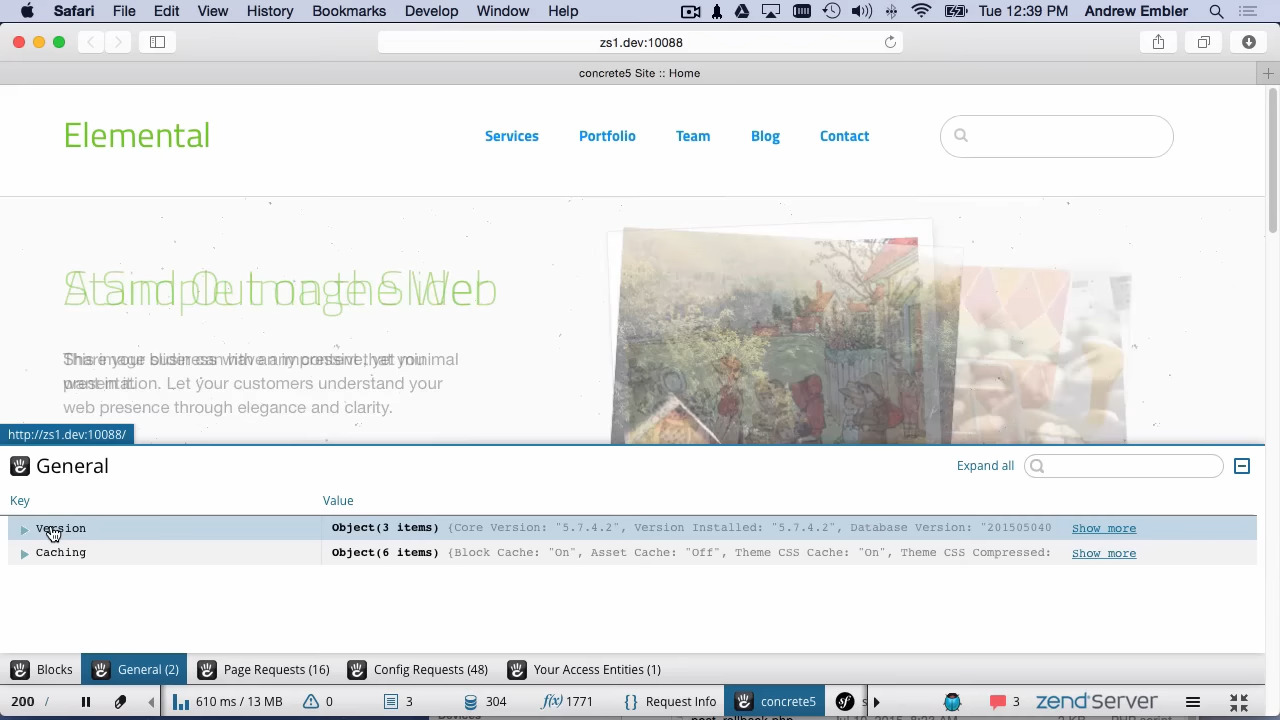 Safari File Edit View History Bookmarks Develop Window Help Tue 12:39 PM Andrew Embler
zs1.dev:10088
concrete5 Site :: Home
Elemental Services Portfolio Team Blog Contact
web presence through elegance and clarity.
http://zs1.dev:10088/
General Expand all
Key Value
Version Object(3 items) {Core Version: "5.7.4.2", Version Installed: "5.7.4.2", Database Version: "201505040 Show more
Caching Object(6 items) {Block Cache: "On", Asset Cache: "Off", Theme CSS Cache: "On", Theme CSS Compressed: Show more
Blocks General (2) Page Requests (16) Config Requests (48) Your Access Entities (1)
200 / 610 ms / 13 MB 0 3 304 f(x) 1771 {} Request Info concrete5 sf s 3 zendServer